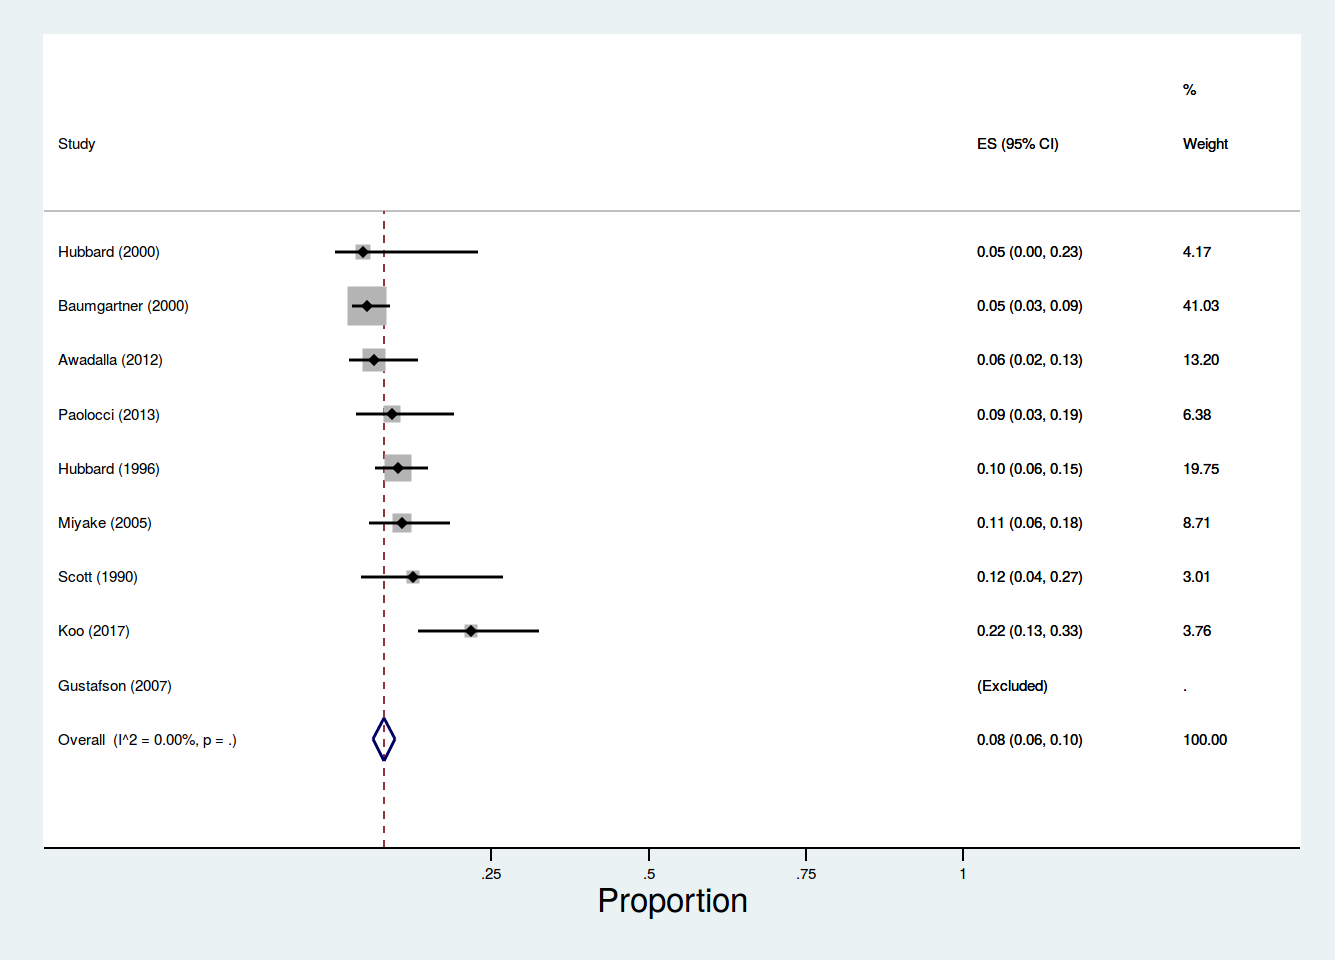 %
Study ES (95% CI) Weight
Hubbard (2000) 0.05 (0.00, 0.23) 4.17
Baumgartner (2000) 0.05 (0.03, 0.09) 41.03
Awadalla (2012) 0.06 (0.02, 0.13) 13.20
Paolocci (2013) 0.09 (0.03, 0.19) 6.38
Hubbard (1996) 0.10 (0.06, 0.15) 19.75
Miyake (2005) 0.11 (0.06, 0.18) 8.71
Scott (1990) 0.12 (0.04, 0.27) 3.01
Koo (2017) 0.22 (0.13, 0.33) 3.76
Gustafson (2007) (Excluded) .
Overall (I^2 = 0.00%, p = .) 0.08 (0.06, 0.10) 100.00
.25 .5 .75 1
Proportion